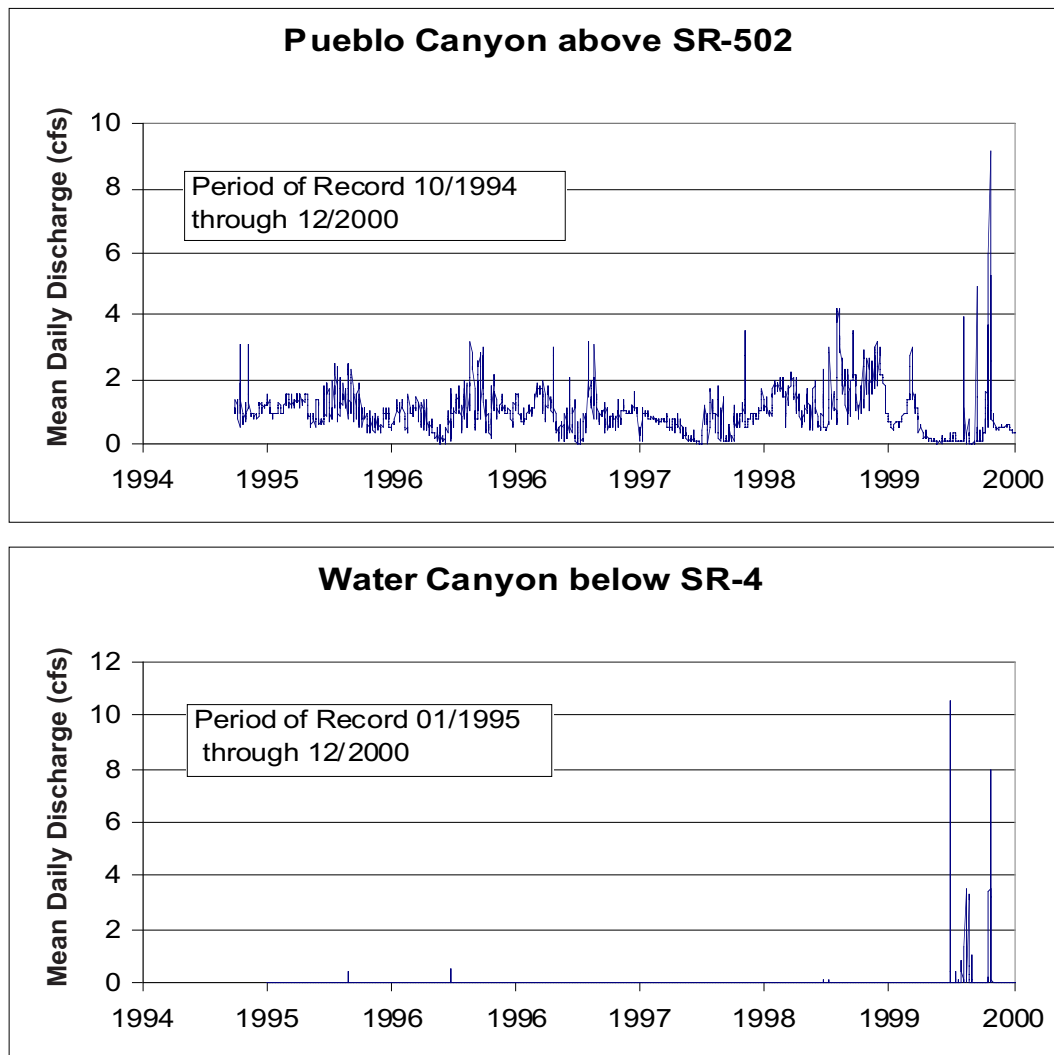 Pueblo Canyon above SR-502
Mean Daily Discharge (cfs)
10
8
6
4
2
0
Period of Record 10/1994
through 12/2000
1994 1995 1996 1996 1997 1998 1999 2000
Water Canyon below SR-4
Mean Daily Discharge (cfs)
12
10
8
6
4
2
0
Period of Record 01/1995
through 12/2000
1994 1995 1996 1996 1997 1998 1999 2000